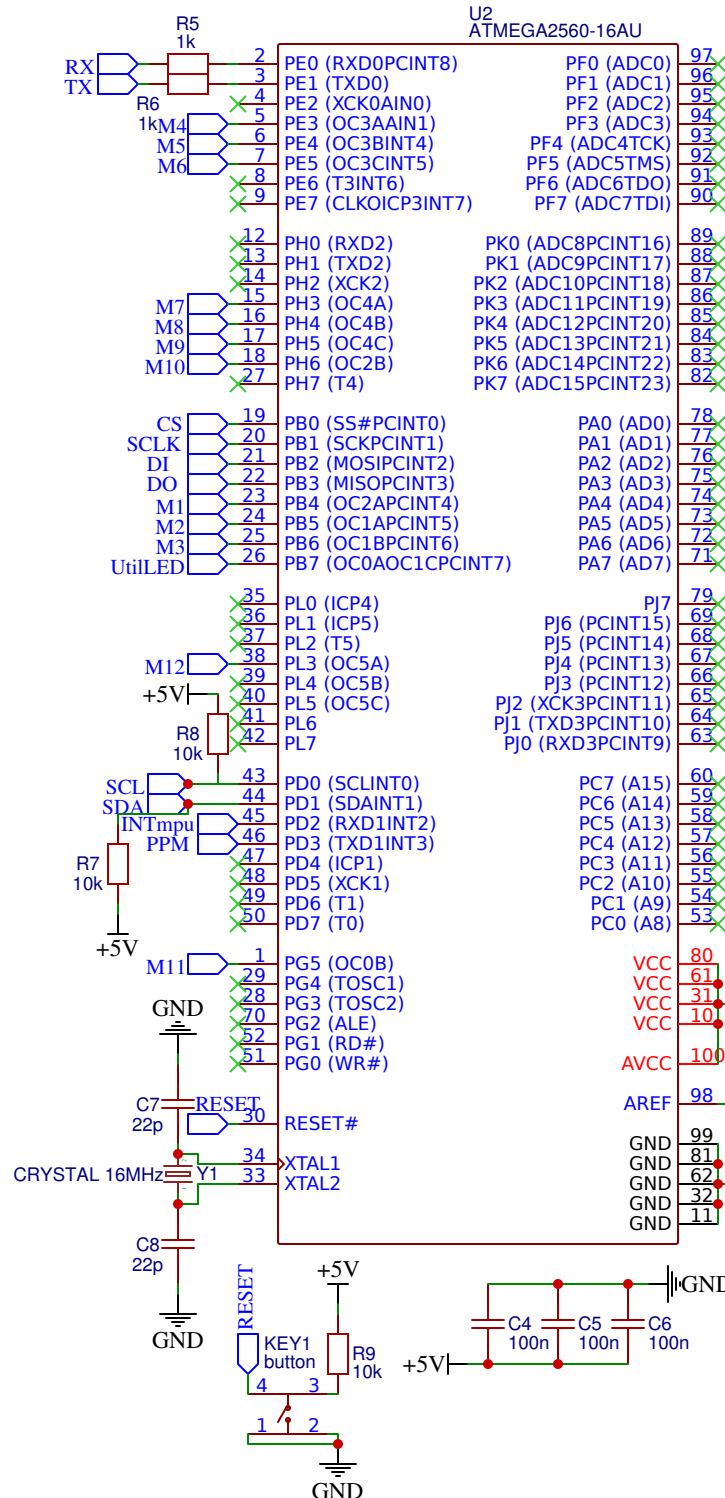 U2
ATMEGA2560-16AU
R5
1k
RX
TX
R6
1k
2 PE0 (RXD0PCINT8) PF0 (ADC0) 97
3 PE1 (TXD0) PF1 (ADC1) 96
4 PE2 (XCK0AIN0) PF2 (ADC2) 95
M4 5 PE3 (OC3AAIN1) PF3 (ADC3) 94
M5 6 PE4 (OC3BINT4) PF4 (ADC4TCK) 93
M6 7 PE5 (OC3CINT5) PF5 (ADC5TMS) 92
8 PE6 (T3INT6) PF6 (ADC6TDO) 91
9 PE7 (CLKOICP3INT7) PF7 (ADC7TDI) 90
12 PH0 (RXD2) PK0 (ADC8PCINT16) 89
13 PH1 (TXD2) PK1 (ADC9PCINT17) 88
14 PH2 (XCK2) PK2 (ADC10PCINT18) 87
M7 15 PH3 (OC4A) PK3 (ADC11PCINT19) 86
M8 16 PH4 (OC4B) PK4 (ADC12PCINT20) 85
M9 17 PH5 (OC4C) PK5 (ADC13PCINT21) 84
M10 18 PH6 (OC2B) PK6 (ADC14PCINT22) 83
27 PH7 (T4) PK7 (ADC15PCINT23) 82
CS 19 PB0 (SS#PCINT0) PA0 (AD0) 78
SCLK 20 PB1 (SCKPCINT1) PA1 (AD1) 77
DI 21 PB2 (MOSIPCINT2) PA2 (AD2) 76
DO 22 PB3 (MISOPCINT3) PA3 (AD3) 75
M1 23 PB4 (OC2APCINT4) PA4 (AD4) 74
M2 24 PB5 (OC1APCINT5) PA5 (AD5) 73
M3 25 PB6 (OC1BPCINT6) PA6 (AD6) 72
UtilLED 26 PB7 (OC0AOC1CPCINT7) PA7 (AD7) 71
35 PL0 (ICP4) PJ7 79
36 PL1 (ICP5) PJ6 (PCINT15) 69
37 PL2 (T5) PJ5 (PCINT14) 68
M12 38 PL3 (OC5A) PJ4 (PCINT13) 67
39 PL4 (OC5B) PJ3 (PCINT12) 66
+5V 40 PL5 (OC5C) PJ2 (XCK3PCINT11) 65
41 PL6 PJ1 (TXD3PCINT10) 64
R8
10k
42 PL7 PJ0 (RXD3PCINT9) 63
SCL 43 PD0 (SCLINT0) PC7 (A15) 60
SDA 44 PD1 (SDAINT1) PC6 (A14) 59
INTmpu 45 PD2 (RXD1INT2) PC5 (A13) 58
PPM 46 PD3 (TXD1INT3) PC4 (A12) 57
R7
10k
47 PD4 (ICP1) PC3 (A11) 56
48 PD5 (XCK1) PC2 (A10) 55
49 PD6 (T1) PC1 (A9) 54
50 PD7 (T0) PC0 (A8) 53
+5V
M11 1 PG5 (OC0B) VCC 80
29 PG4 (TOSC1) VCC 61
28 PG3 (TOSC2) VCC 31
70 PG2 (ALE) VCC 10
52 PG1 (RD#)
51 PG0 (WR#) AVCC 100
GND
C7
22p
RESET 30 RESET# AREF 98
34 XTAL1
33 XTAL2
CRYSTAL 16MHz Y1
2
1
GND 99
GND 81
GND 62
GND 32
GND 11
C8
22p
GND
RESET
KEY1
button
+5V
R9
10k
4 3
1 2
GND
GND
C4
100n
C5
100n
C6
100n
+5V